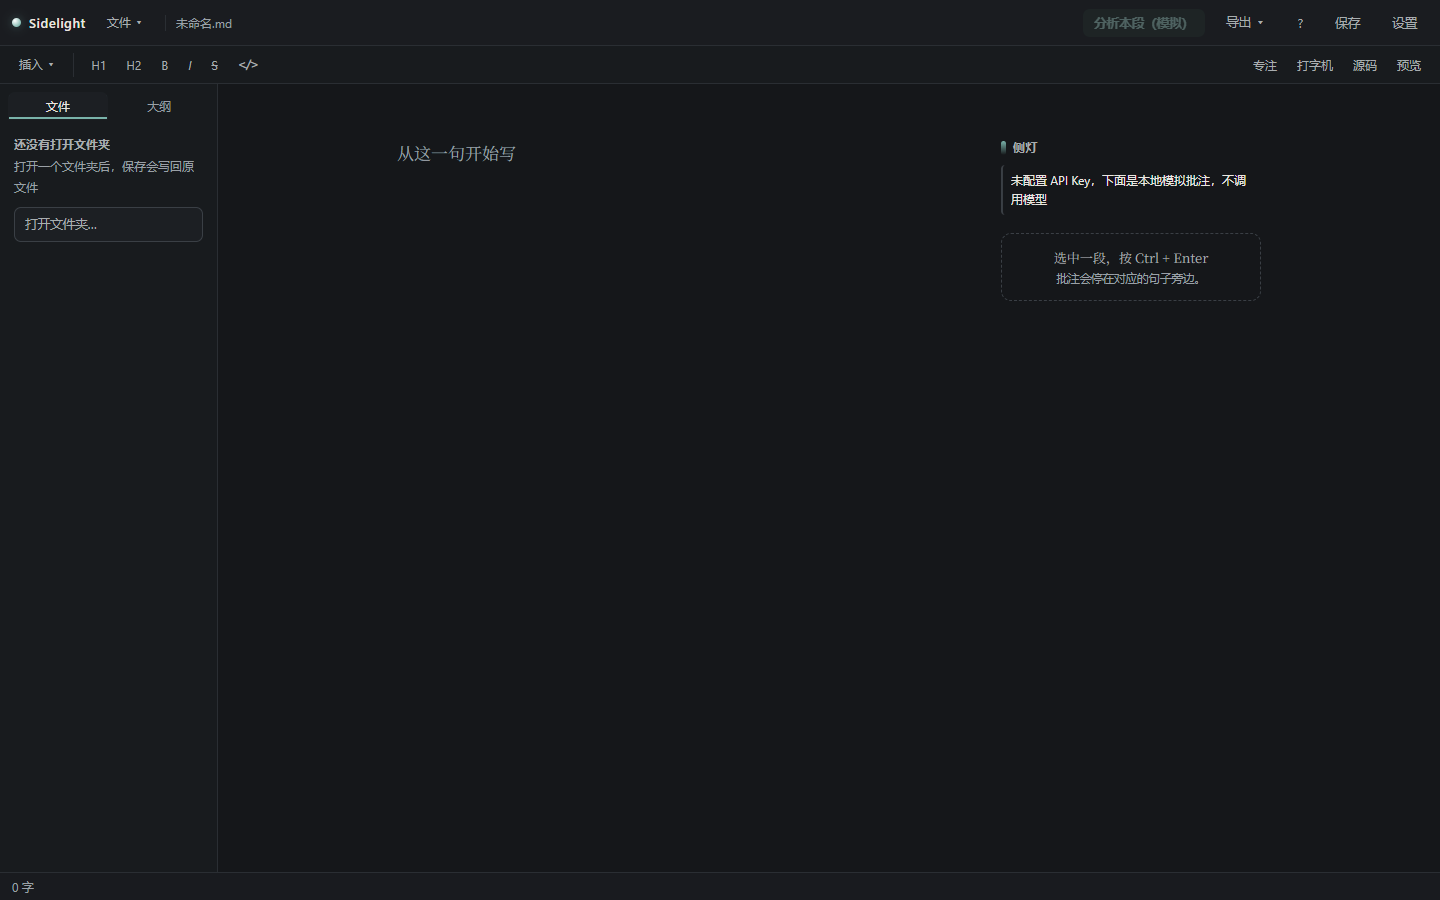 Sidelight 文件 未命名.md 分析本段（模拟） 导出 ? 保存 设置
插入 H1 H2 B I S </> 专注 打字机 源码 预览
文件 大纲
还没有打开文件夹
打开一个文件夹后，保存会写回原
文件
打开文件夹...
从这一句开始写
侧灯
未配置 API Key，下面是本地模拟批注，不调
用模型
选中一段，按 Ctrl + Enter
批注会停在对应的句子旁边。
0 字